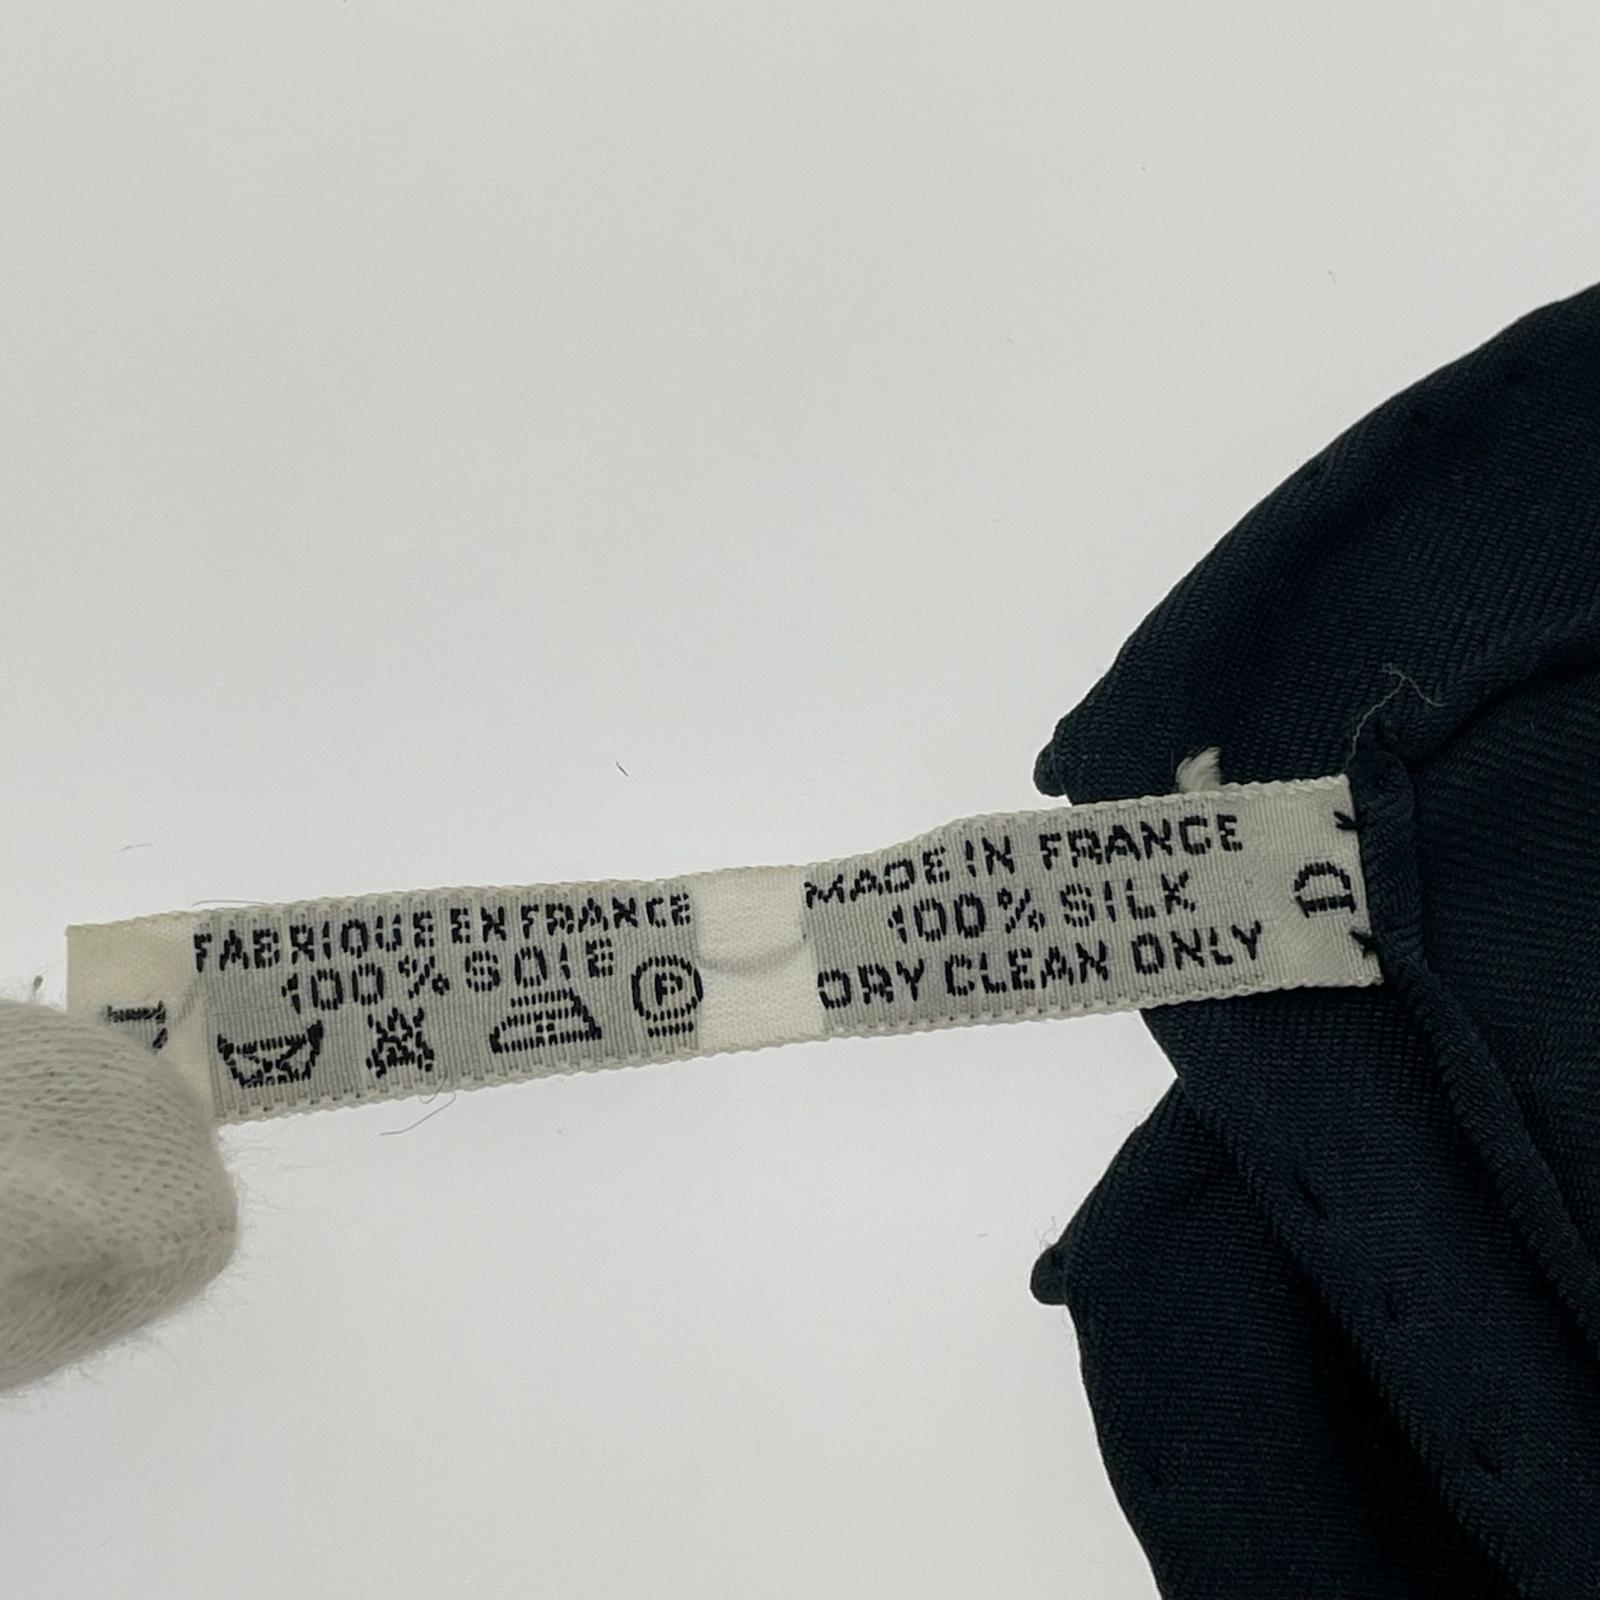 FABRIQUE EN FRANCE
100% SOIE
P
MADE IN FRANCE
100% SILK
DRY CLEAN ONLY
D